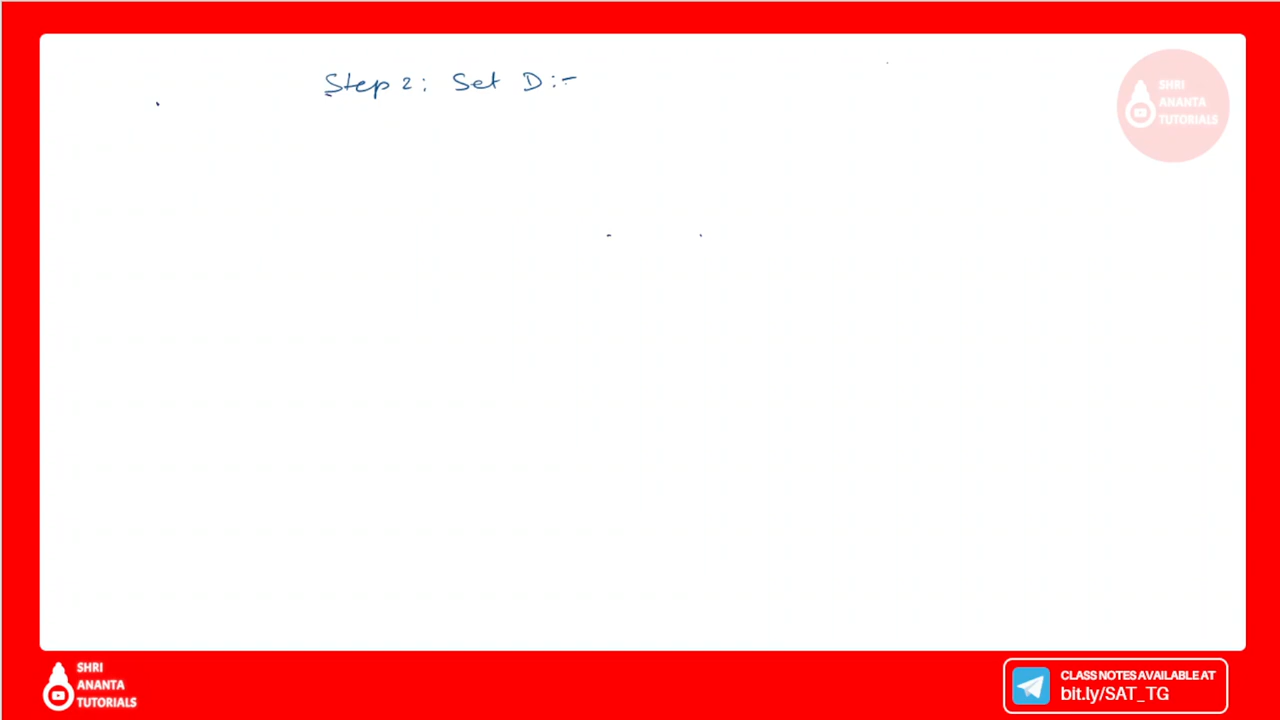 Step 2: Set D:-
SHRI
ANANTA
TUTORIALS
SHRI
ANANTA
TUTORIALS
CLASS NOTES AVAILABLE AT
bit.ly/SAT_TG